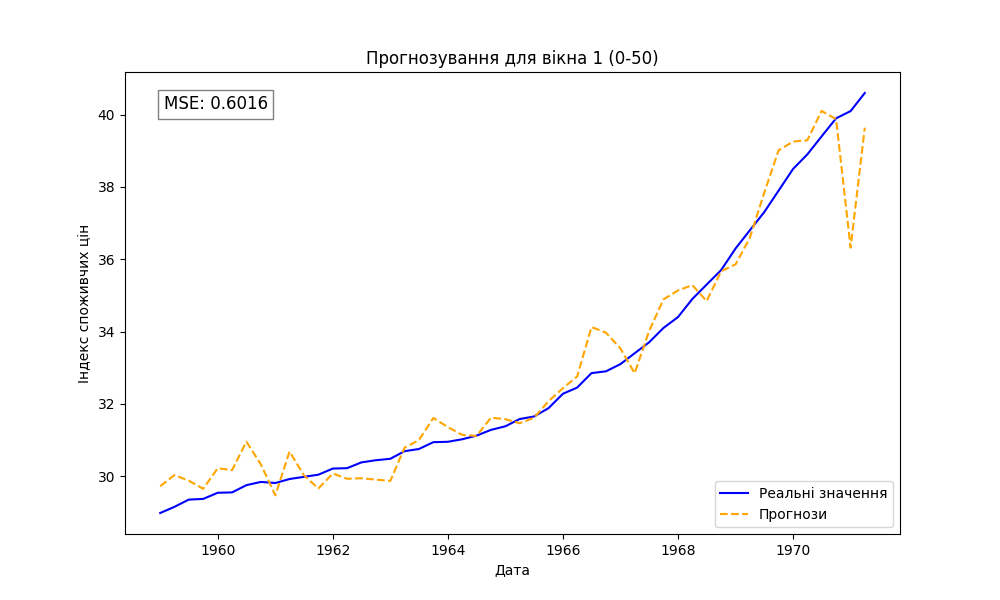 Прогнозування для вікна 1 (0-50)
MSE: 0.6016
Індекс споживчих цін
40
38
36
34
32
30
1960
1962
1964
1966
1968
1970
Дата
Реальні значення
Прогнози